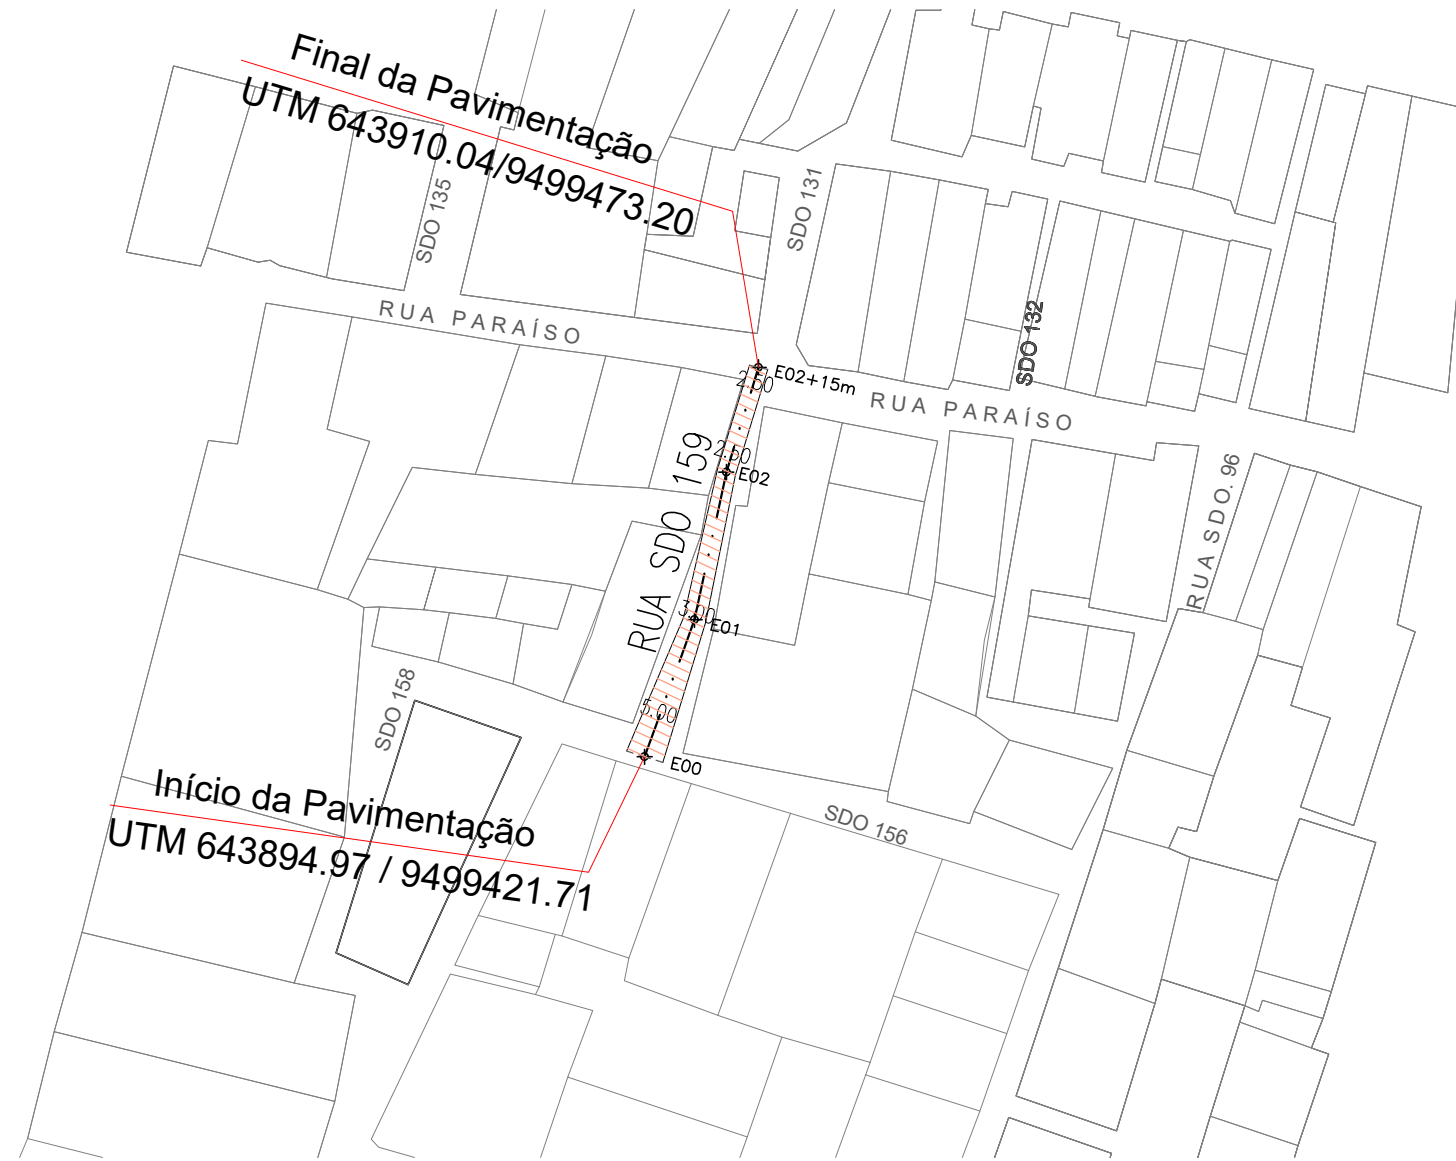 Final da Pavimentação
UTM 643910.04/9499473.20
SDO 135
SDO 131
RUA PARAÍSO
SDO 132
E02+15m
2.50
RUA PARAÍSO
RUA SDO 159
2.50
E02
RUA SDO. 96
3.00
E01
SDO 158
5.00
E00
Início da Pavimentação
UTM 643894.97 / 9499421.71
SDO 156